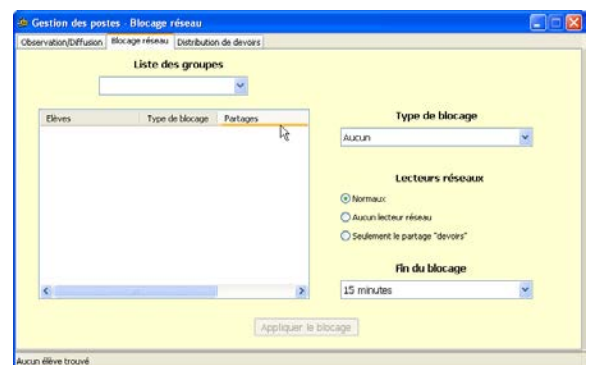 Gestion des postes - Blocage réseau
Observation/Diffusion Blocage réseau Distribution de devoirs
Liste des groupes
Elèves Type de blocage Partages
Type de blocage
Aucun
Lecteurs réseaux
Normaux
Aucun lecteur réseau
Seulement le partage "devoirs"
Fin du blocage
15 minutes
Appliquer le blocage
Aucun élève trouvé